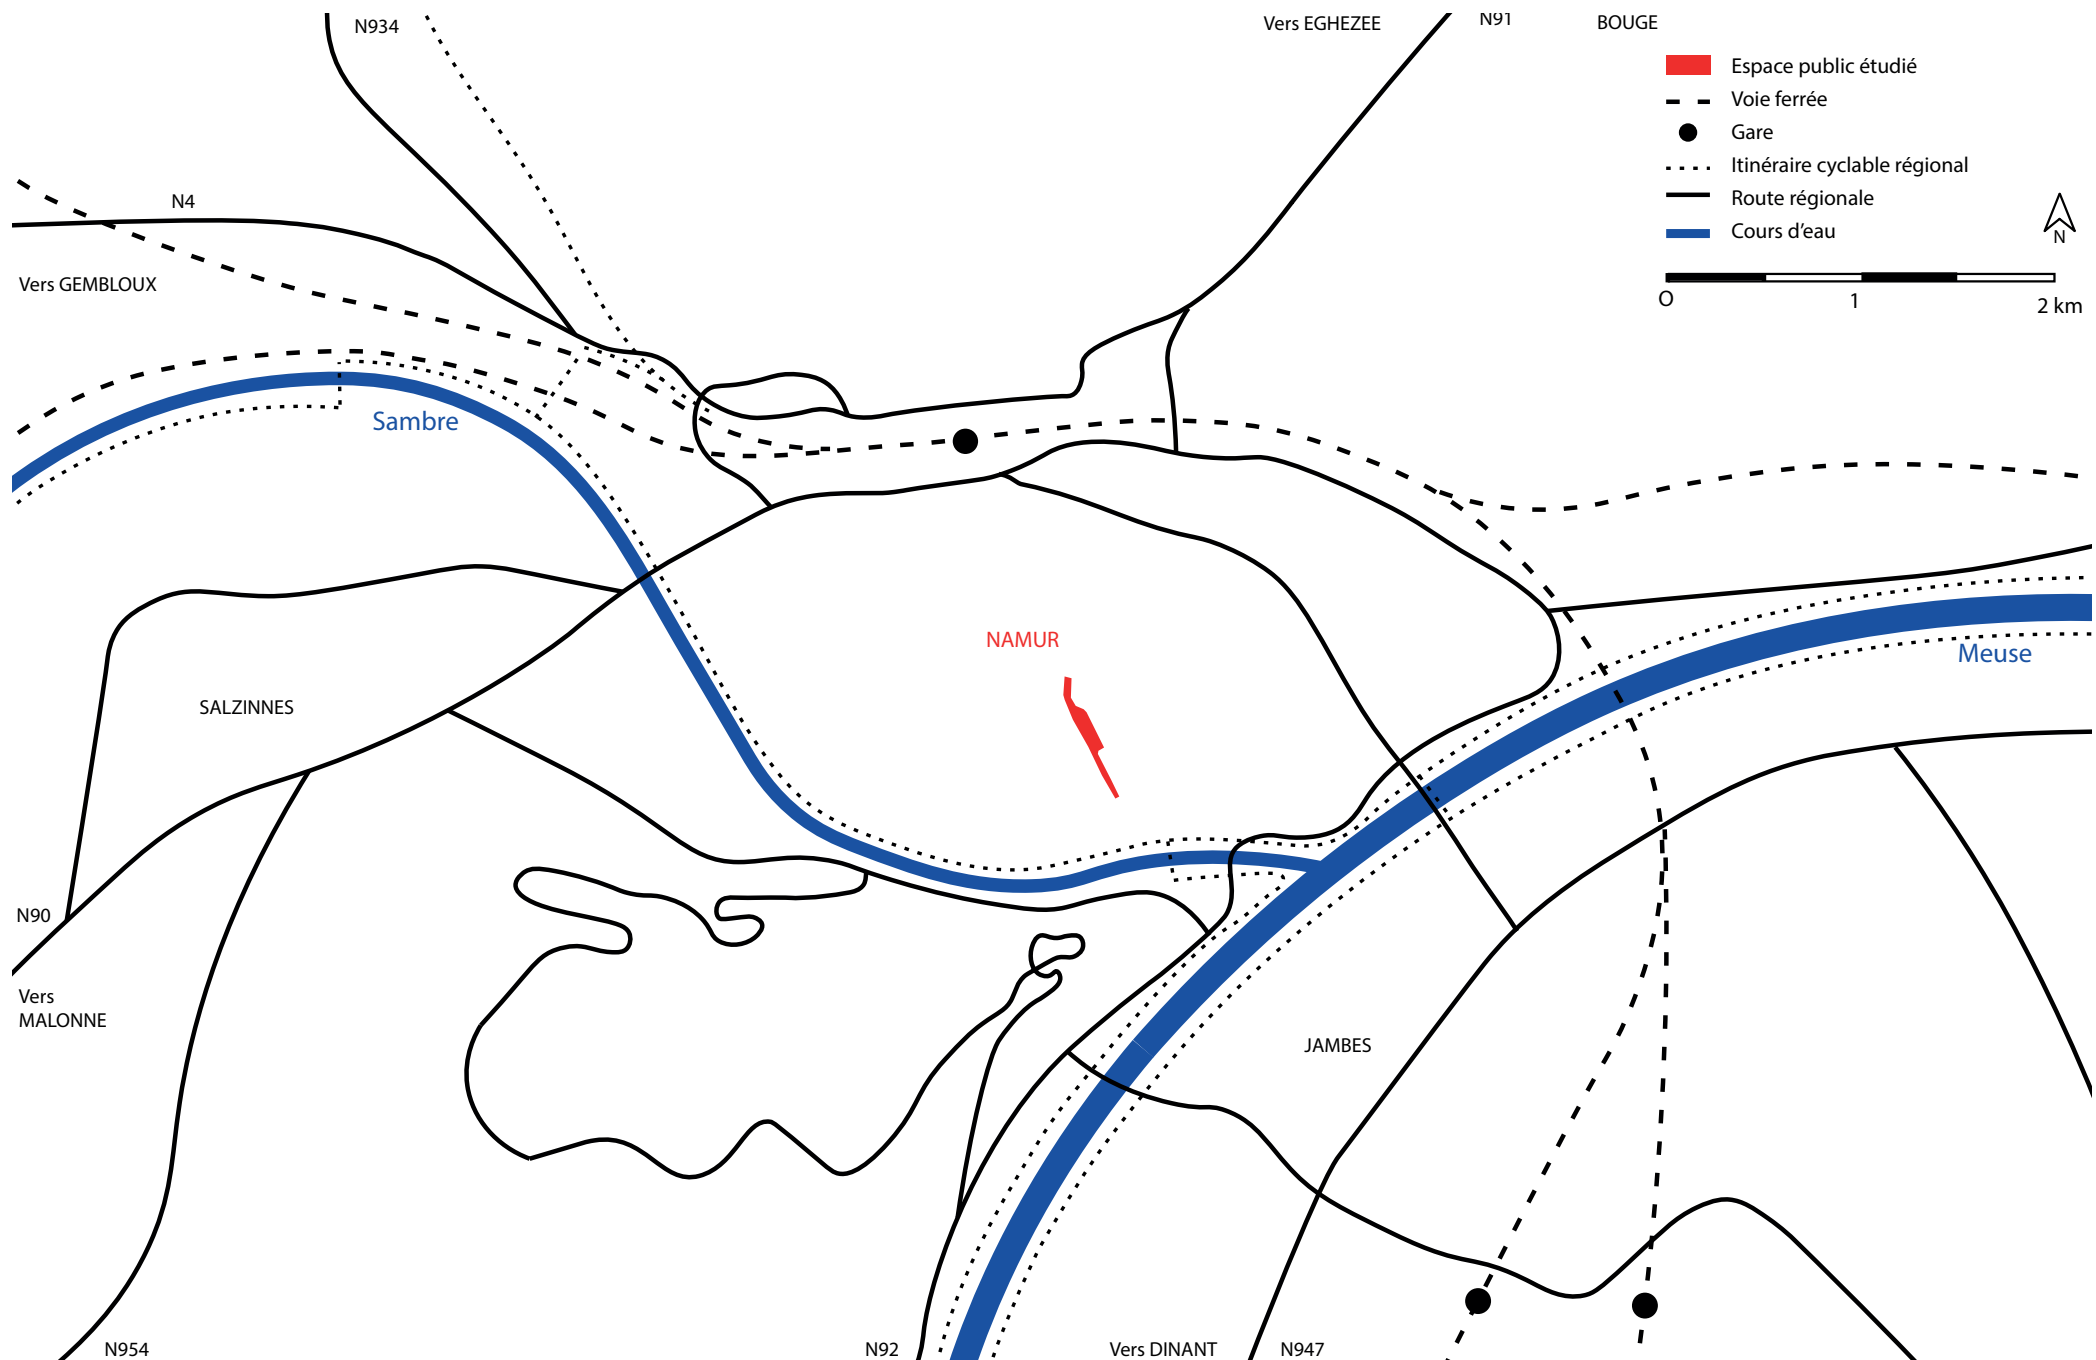 N934
Vers EGHEZEE
N91
BOUGE
Espace public étudié
Voie ferrée
Gare
Itinéraire cyclable régional
Route régionale
Cours d'eau
N
O
1
2 km
N4
Vers GEMBLOUX
Sambre
NAMUR
Meuse
SALZINNES
N90
Vers
MALONNE
JAMBES
N954
N92
Vers DINANT
N947